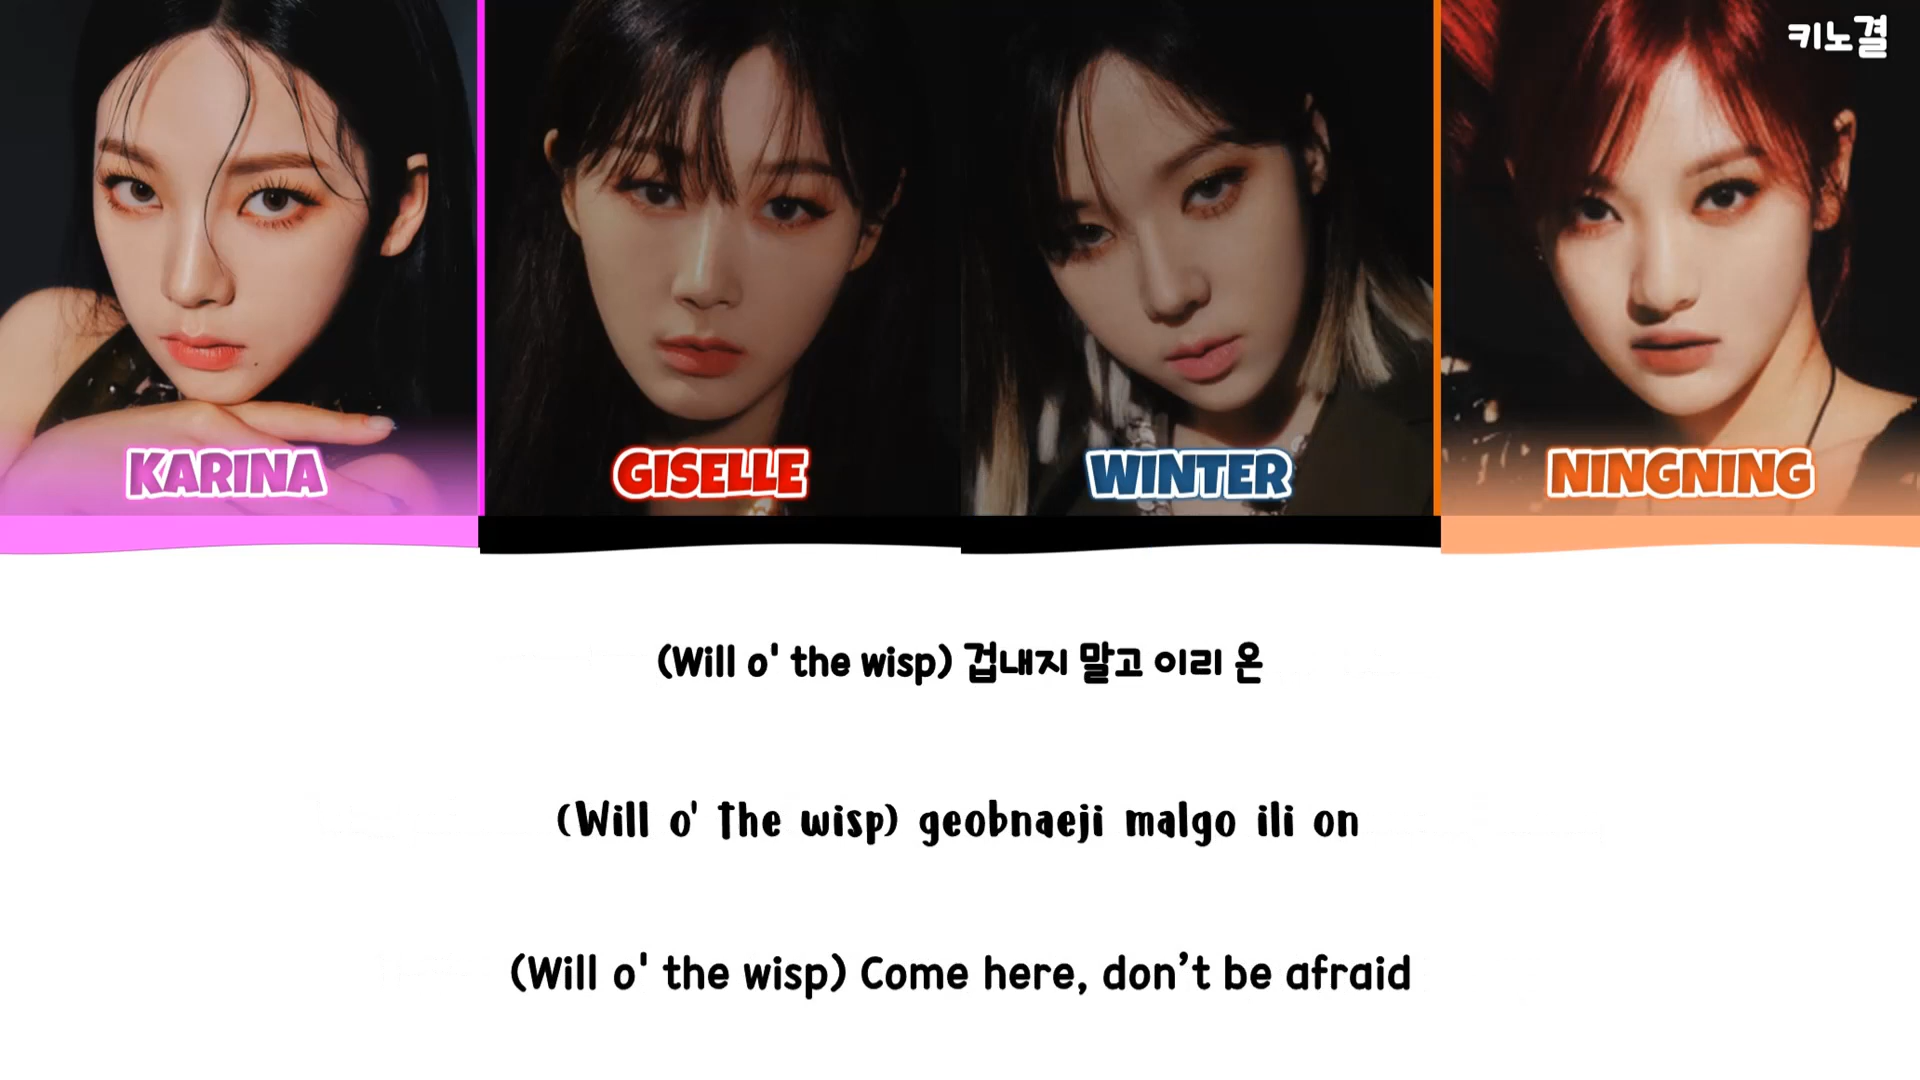 키노결
KARINA
GISELLE
WINTER
NINGNING
(Will o' the wisp) 겁내지 말고 이리 온
(Will o' the wisp) geobnaeji malgo ili on
(Will o' the wisp) Come here, don’t be afraid